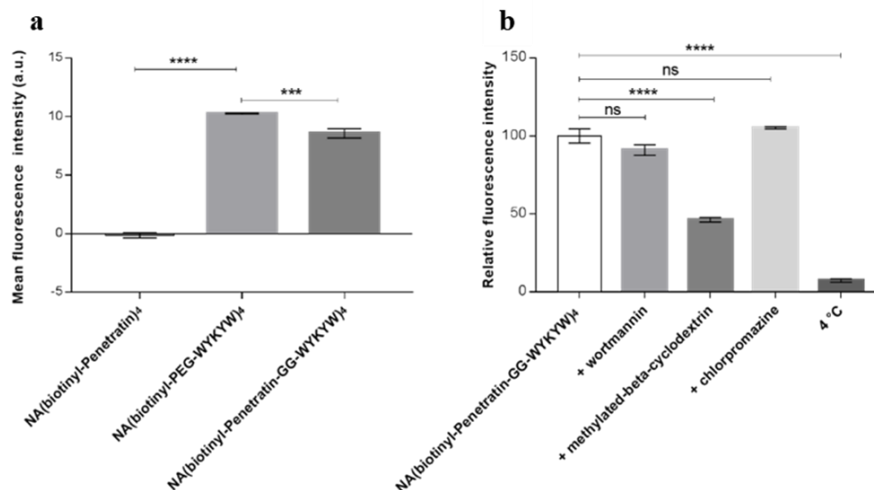 a
Mean fluorescence intensity (a.u.)
15
10
5
0
-5
****
***
NA(biotinyl-Penetratin)4
NA(biotinyl-PEG-WYKYW)4
NA(biotinyl-Penetratin-GG-WYKYW)4
b
Relative fluorescence intensity
150
100
50
0
****
ns
****
ns
NA(biotinyl-Penetratin-GG-WYKYW)4
+ wortmannin
+ methylated-beta-cyclodextrin
+ chlorpromazine
4 °C